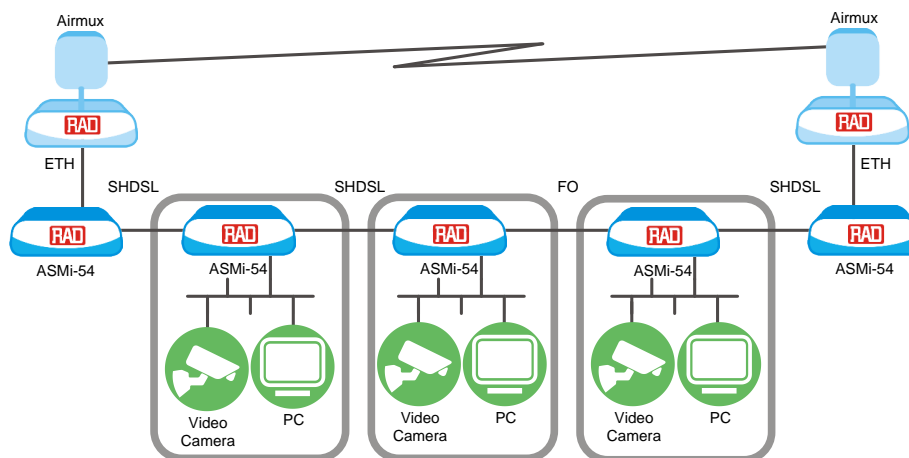 Airmux
Airmux
RAD
RAD
ETH
ETH
SHDSL
SHDSL
FO
SHDSL
RAD
RAD
RAD
RAD
RAD
ASMi-54
ASMi-54
ASMi-54
ASMi-54
ASMi-54
Video
Camera
PC
Video
Camera
PC
Video
Camera
PC